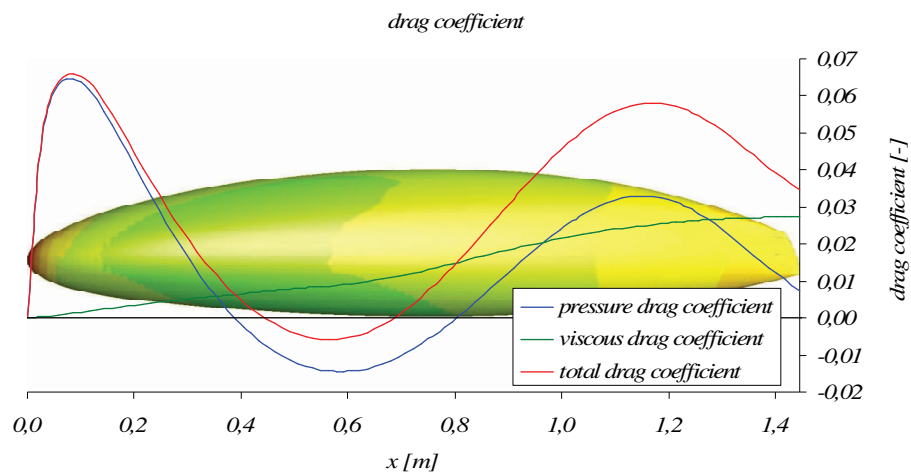 drag coefficient
0,07
0,06
0,05
0,04
0,03
0,02
0,01
0,00
-0,01
-0,02
drag coefficient [-]
pressure drag coefficient
viscous drag coefficient
total drag coefficient
0,0 0,2 0,4 0,6 0,8 1,0 1,2 1,4
x [m]